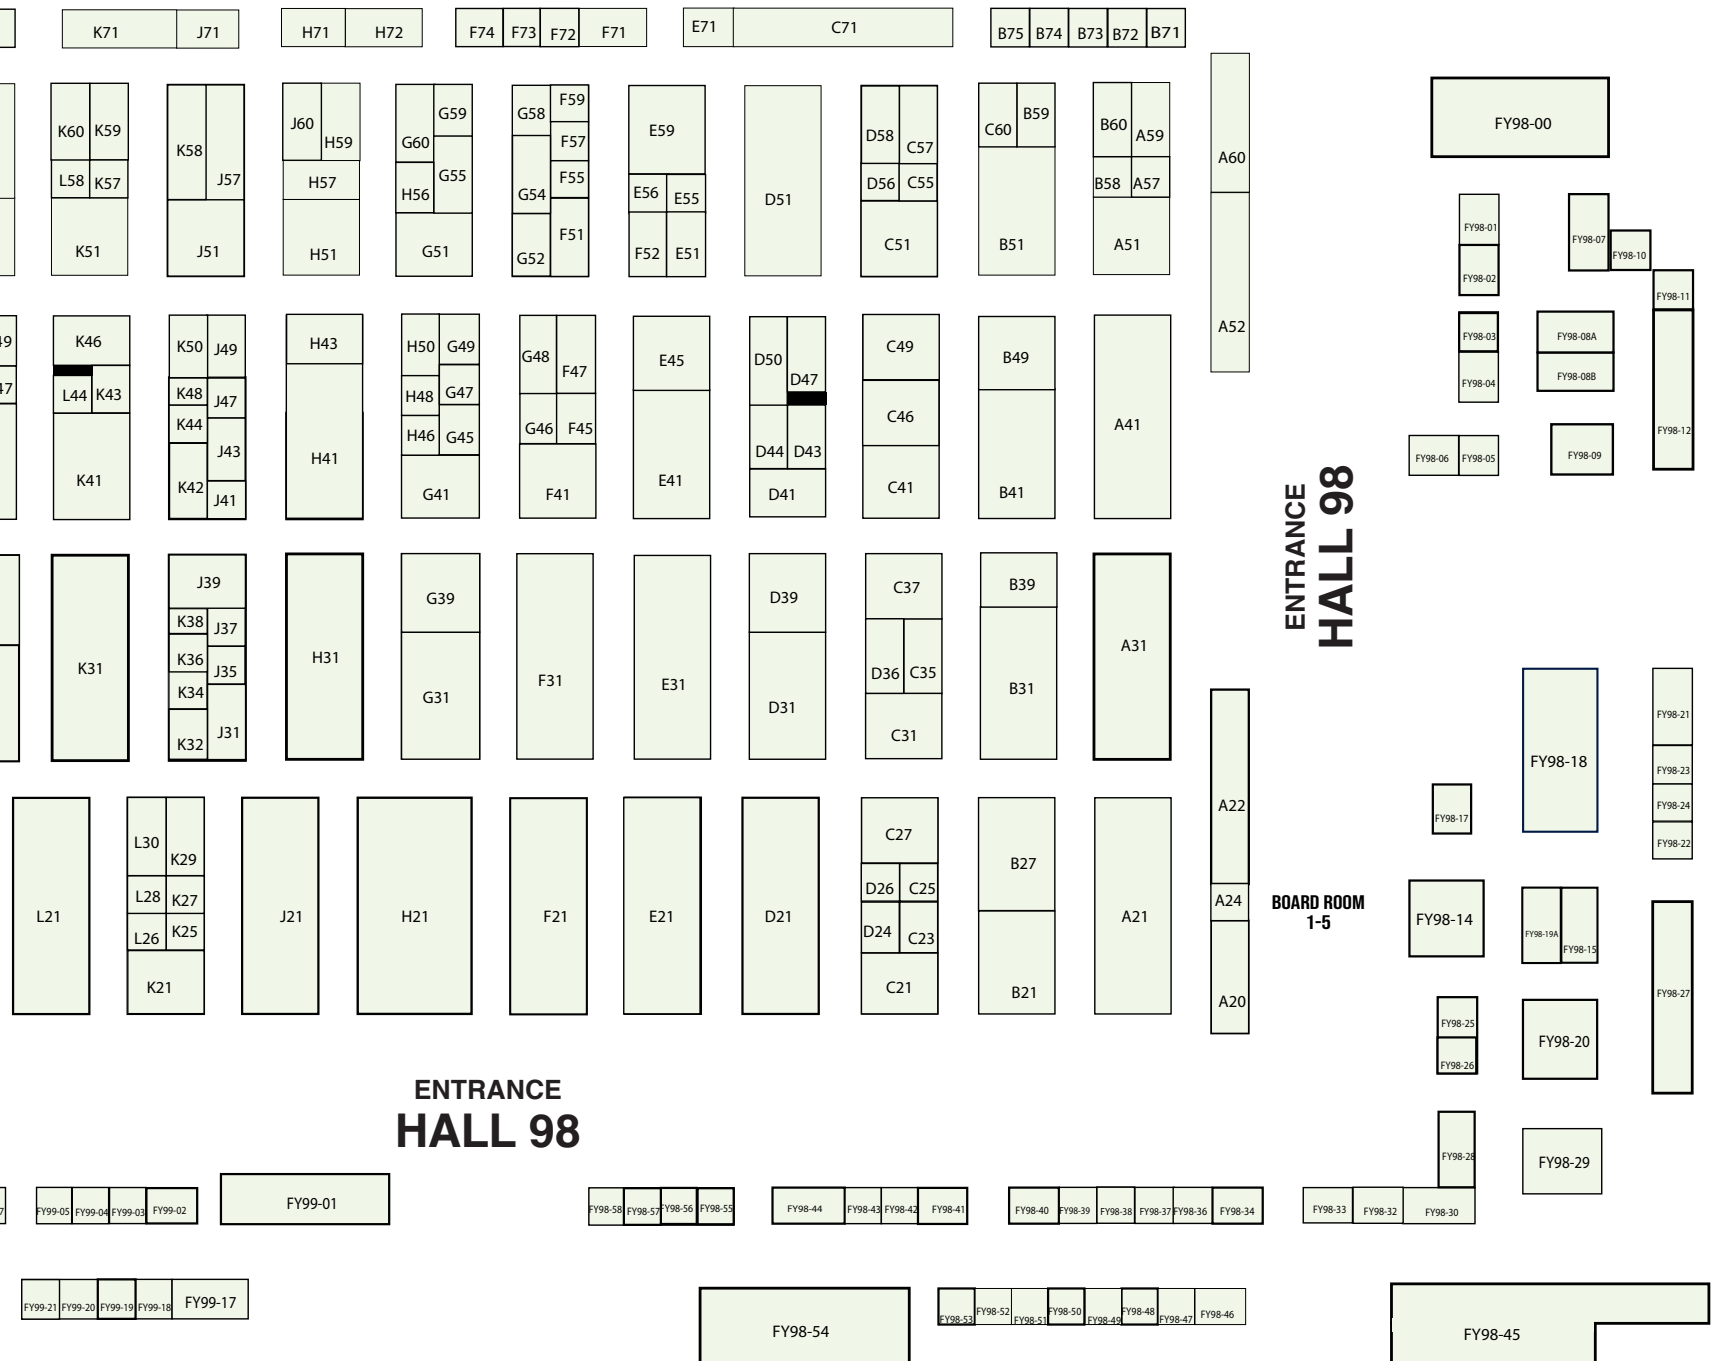 K71 J71 H71 H72 F74 F73 F72 F71 E71 C71 B75 B74 B73 B72 B71
K60 K59 L58 K57 K51
K58 J57 J51
J60 H59 H57 H51
G60 G59 G55 H56 G51
G58 F59 F57 G54 F55 F51 G52
E59 E56 E55 F52 E51
D51
D58 C57 D56 C55 C51
C60 B59 B51
B60 A59 B58 A57 A51
A60 A52
FY98-00
FY98-01
FY98-02
FY98-07
FY98-10
FY98-11
FY98-03
FY98-04
FY98-08A
FY98-08B
FY98-12
FY98-06 FY98-05
FY98-09
49
47
K46 L44 K43 K41
K50 J49 K48 J47 K44 J43 K42 J41
H43 H41
H50 G49 H48 G47 H46 G45 G41
G48 F47 G46 F45 F41
E45 E41
D50 D47 D44 D43 D41
C49 C46 C41
B49 B41
A41
ENTRANCE
HALL 98
K31
J39 K38 J37 K36 J35 K34 K32 J31
H31
G39 G31
F31
E31
D39 D31
C37 D36 C35 C31
B39 B31
A31
A22
A24
A20
BOARD ROOM
1-5
L21
L30 K29 L28 K27 L26 K25 K21
J21
H21
F21
E21
D21
C27 D26 C25 D24 C23 C21
B27 B21
A21
FY98-18
FY98-21
FY98-23
FY98-24
FY98-22
FY98-17
FY98-14
FY98-19A FY98-15
FY98-27
FY98-25
FY98-26
FY98-20
FY98-28
FY98-29
ENTRANCE
HALL 98
7 FY99-05 FY99-04 FY99-03 FY99-02 FY99-01 FY98-58 FY98-57 FY98-56 FY98-55 FY98-44 FY98-43 FY98-42 FY98-41 FY98-40 FY98-39 FY98-38 FY98-37 FY98-36 FY98-34 FY98-33 FY98-32 FY98-30
FY99-21 FY99-20 FY99-19 FY99-18 FY99-17 FY98-54 FY98-53 FY98-52 FY98-51 FY98-50 FY98-49 FY98-48 FY98-47 FY98-46 FY98-45